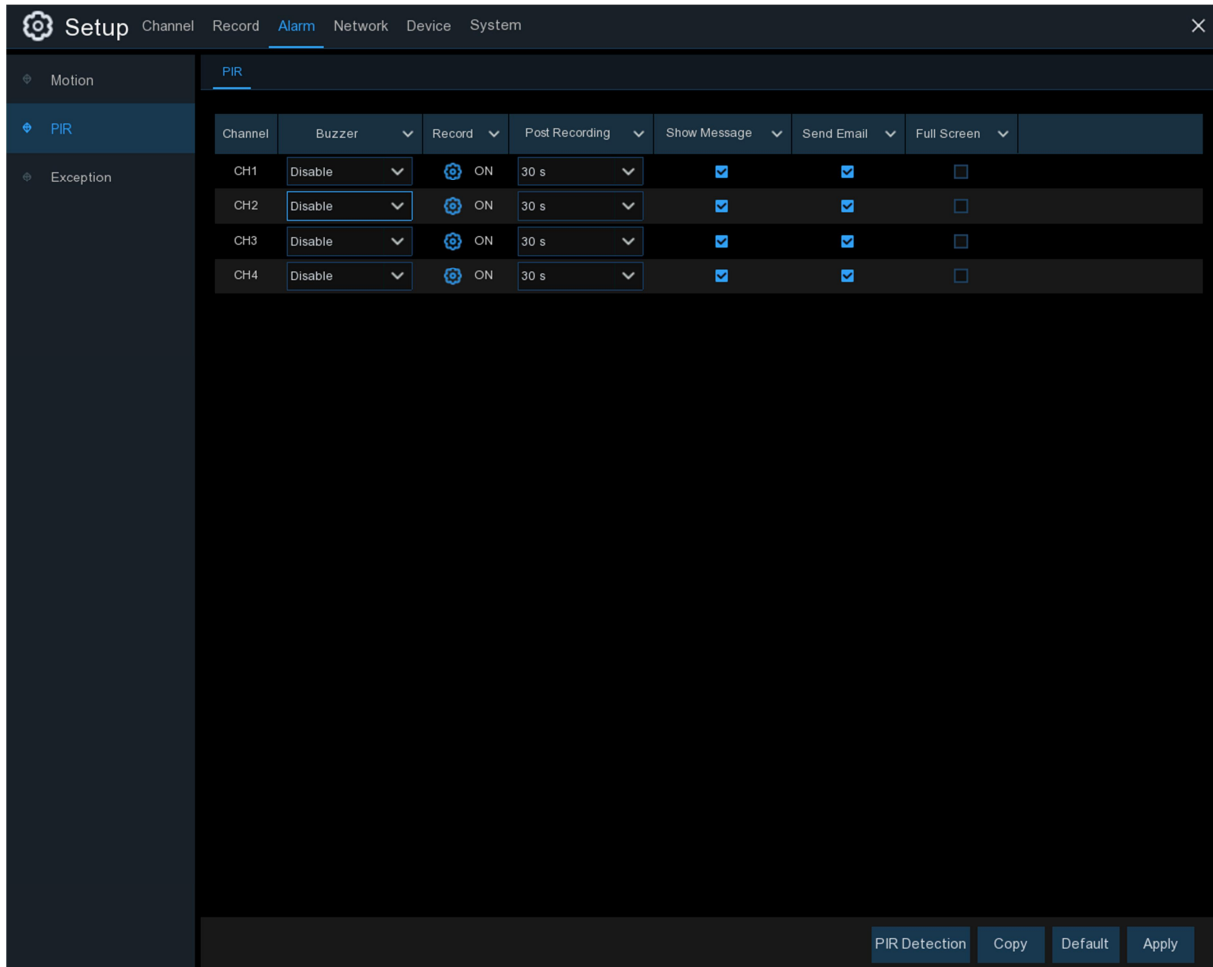 Setup Channel Record Alarm Network Device System
Motion
PIR
Exception
PIR
Channel Buzzer Record Post Recording Show Message Send Email Full Screen
CH1 Disable ON 30 s
CH2 Disable ON 30 s
CH3 Disable ON 30 s
CH4 Disable ON 30 s
PIR Detection Copy Default Apply